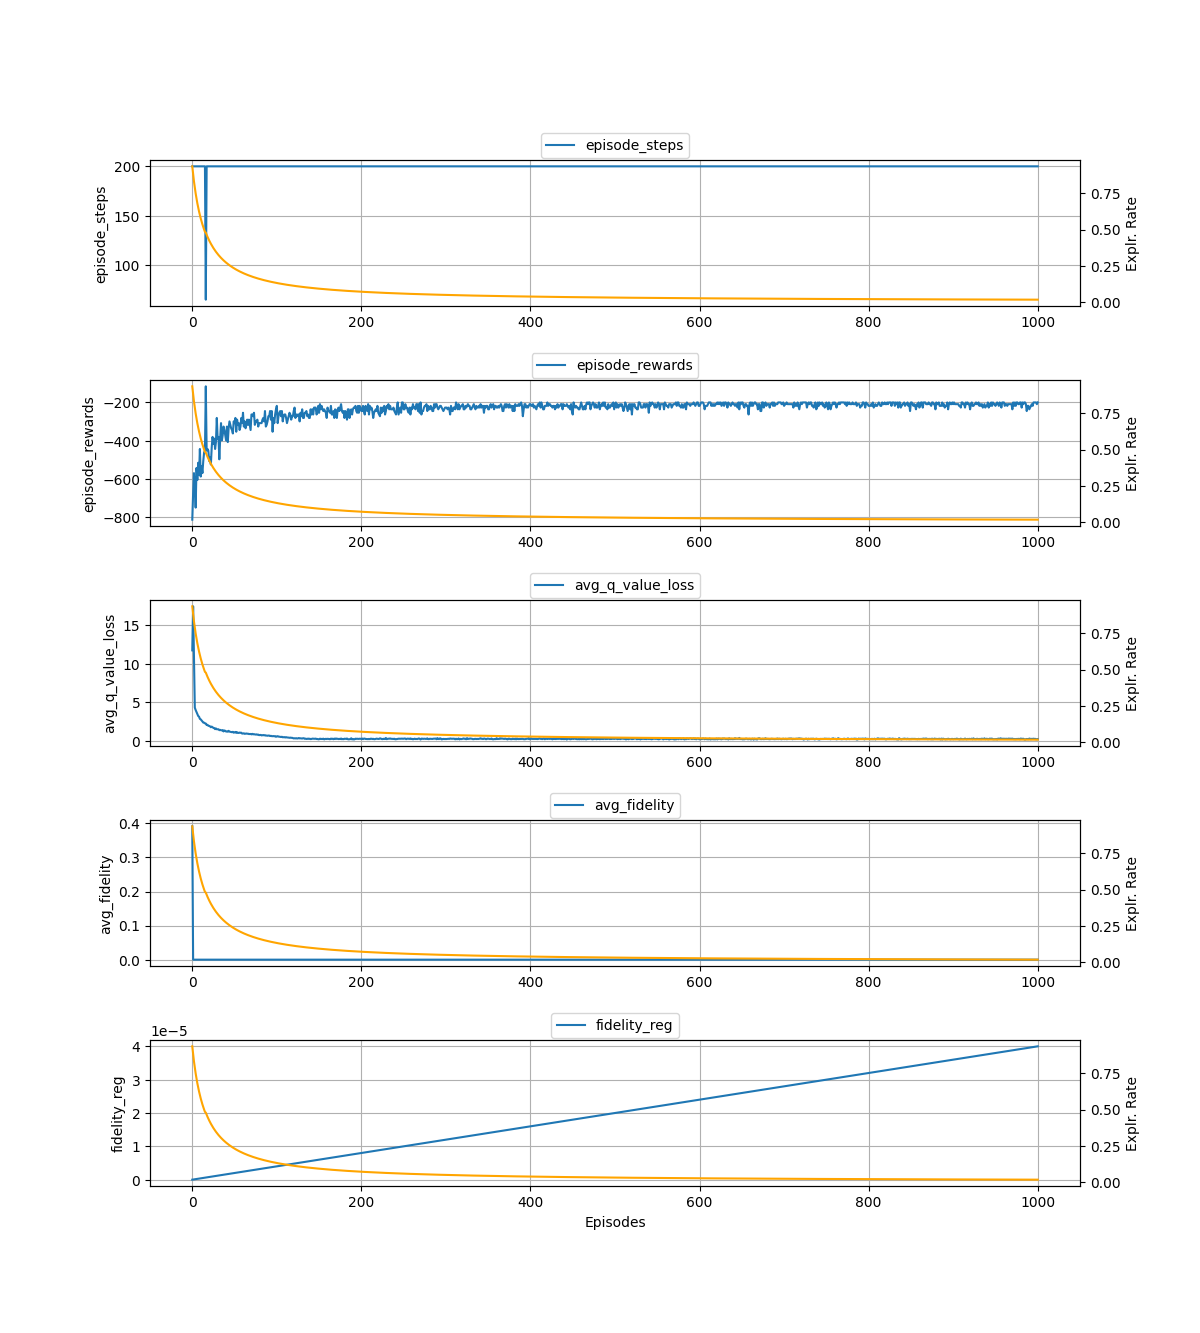 episode_steps
200
150
100
episode_steps
0.75
0.50
0.25
0.00
Explr. Rate
0 200 400 600 800 1000
episode_rewards
−200
−400
−600
−800
episode_rewards
0.75
0.50
0.25
0.00
Explr. Rate
0 200 400 600 800 1000
avg_q_value_loss
15
10
5
0
avg_q_value_loss
0.75
0.50
0.25
0.00
Explr. Rate
0 200 400 600 800 1000
avg_fidelity
0.4
0.3
0.2
0.1
0.0
avg_fidelity
0.75
0.50
0.25
0.00
Explr. Rate
0 200 400 600 800 1000
fidelity_reg
1e−5
4
3
2
1
0
fidelity_reg
0.75
0.50
0.25
0.00
Explr. Rate
0 200 400 600 800 1000
Episodes